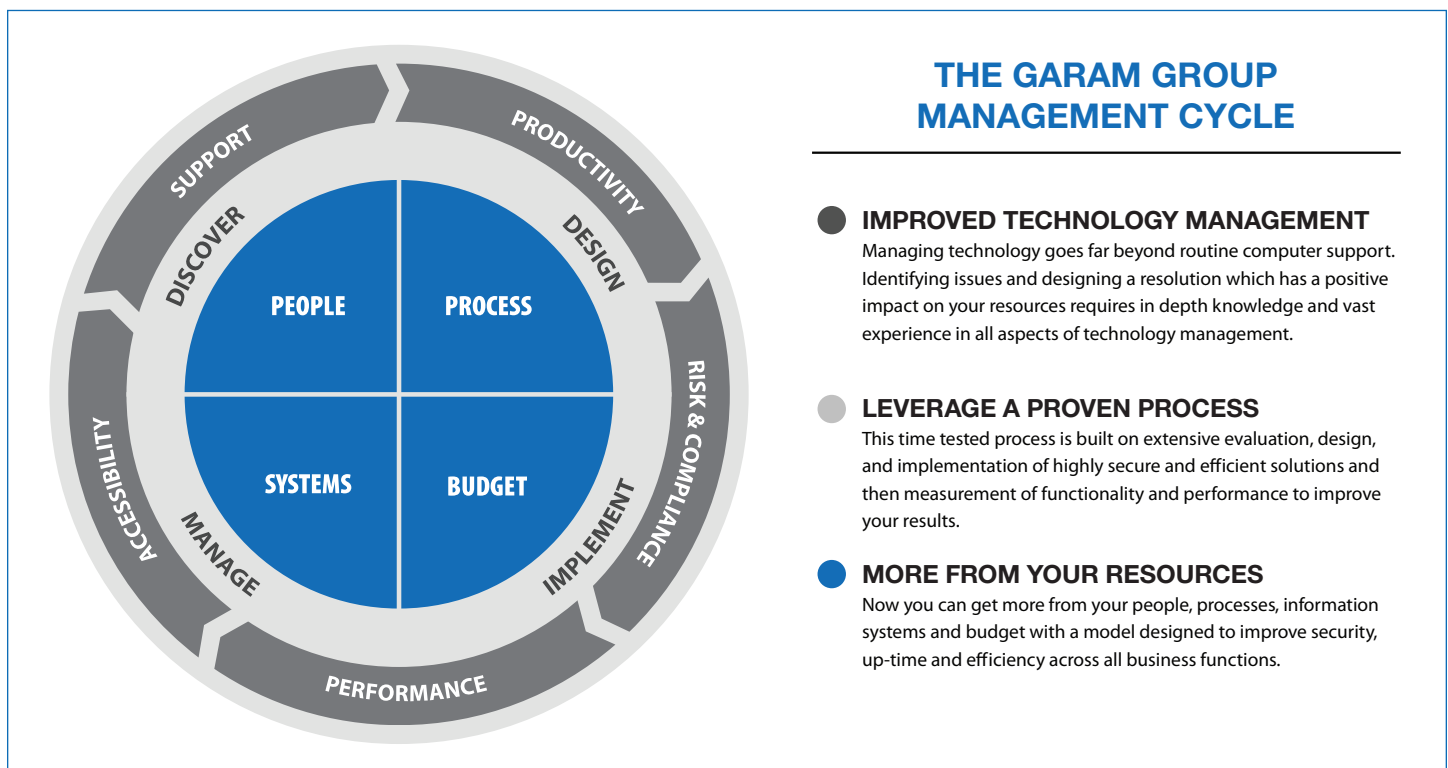 THE GARAM GROUP
MANAGEMENT CYCLE
SUPPORT
PRODUCTIVITY
RISK & COMPLIANCE
PERFORMANCE
ACCESSIBILITY
DISCOVER
DESIGN
IMPLEMENT
MANAGE
PEOPLE
PROCESS
SYSTEMS
BUDGET
IMPROVED TECHNOLOGY MANAGEMENT
Managing technology goes far beyond routine computer support.
Identifying issues and designing a resolution which has a positive
impact on your resources requires in depth knowledge and vast
experience in all aspects of technology management.
LEVERAGE A PROVEN PROCESS
This time tested process is built on extensive evaluation, design,
and implementation of highly secure and efficient solutions and
then measurement of functionality and performance to improve
your results.
MORE FROM YOUR RESOURCES
Now you can get more from your people, processes, information
systems and budget with a model designed to improve security,
up-time and efficiency across all business functions.